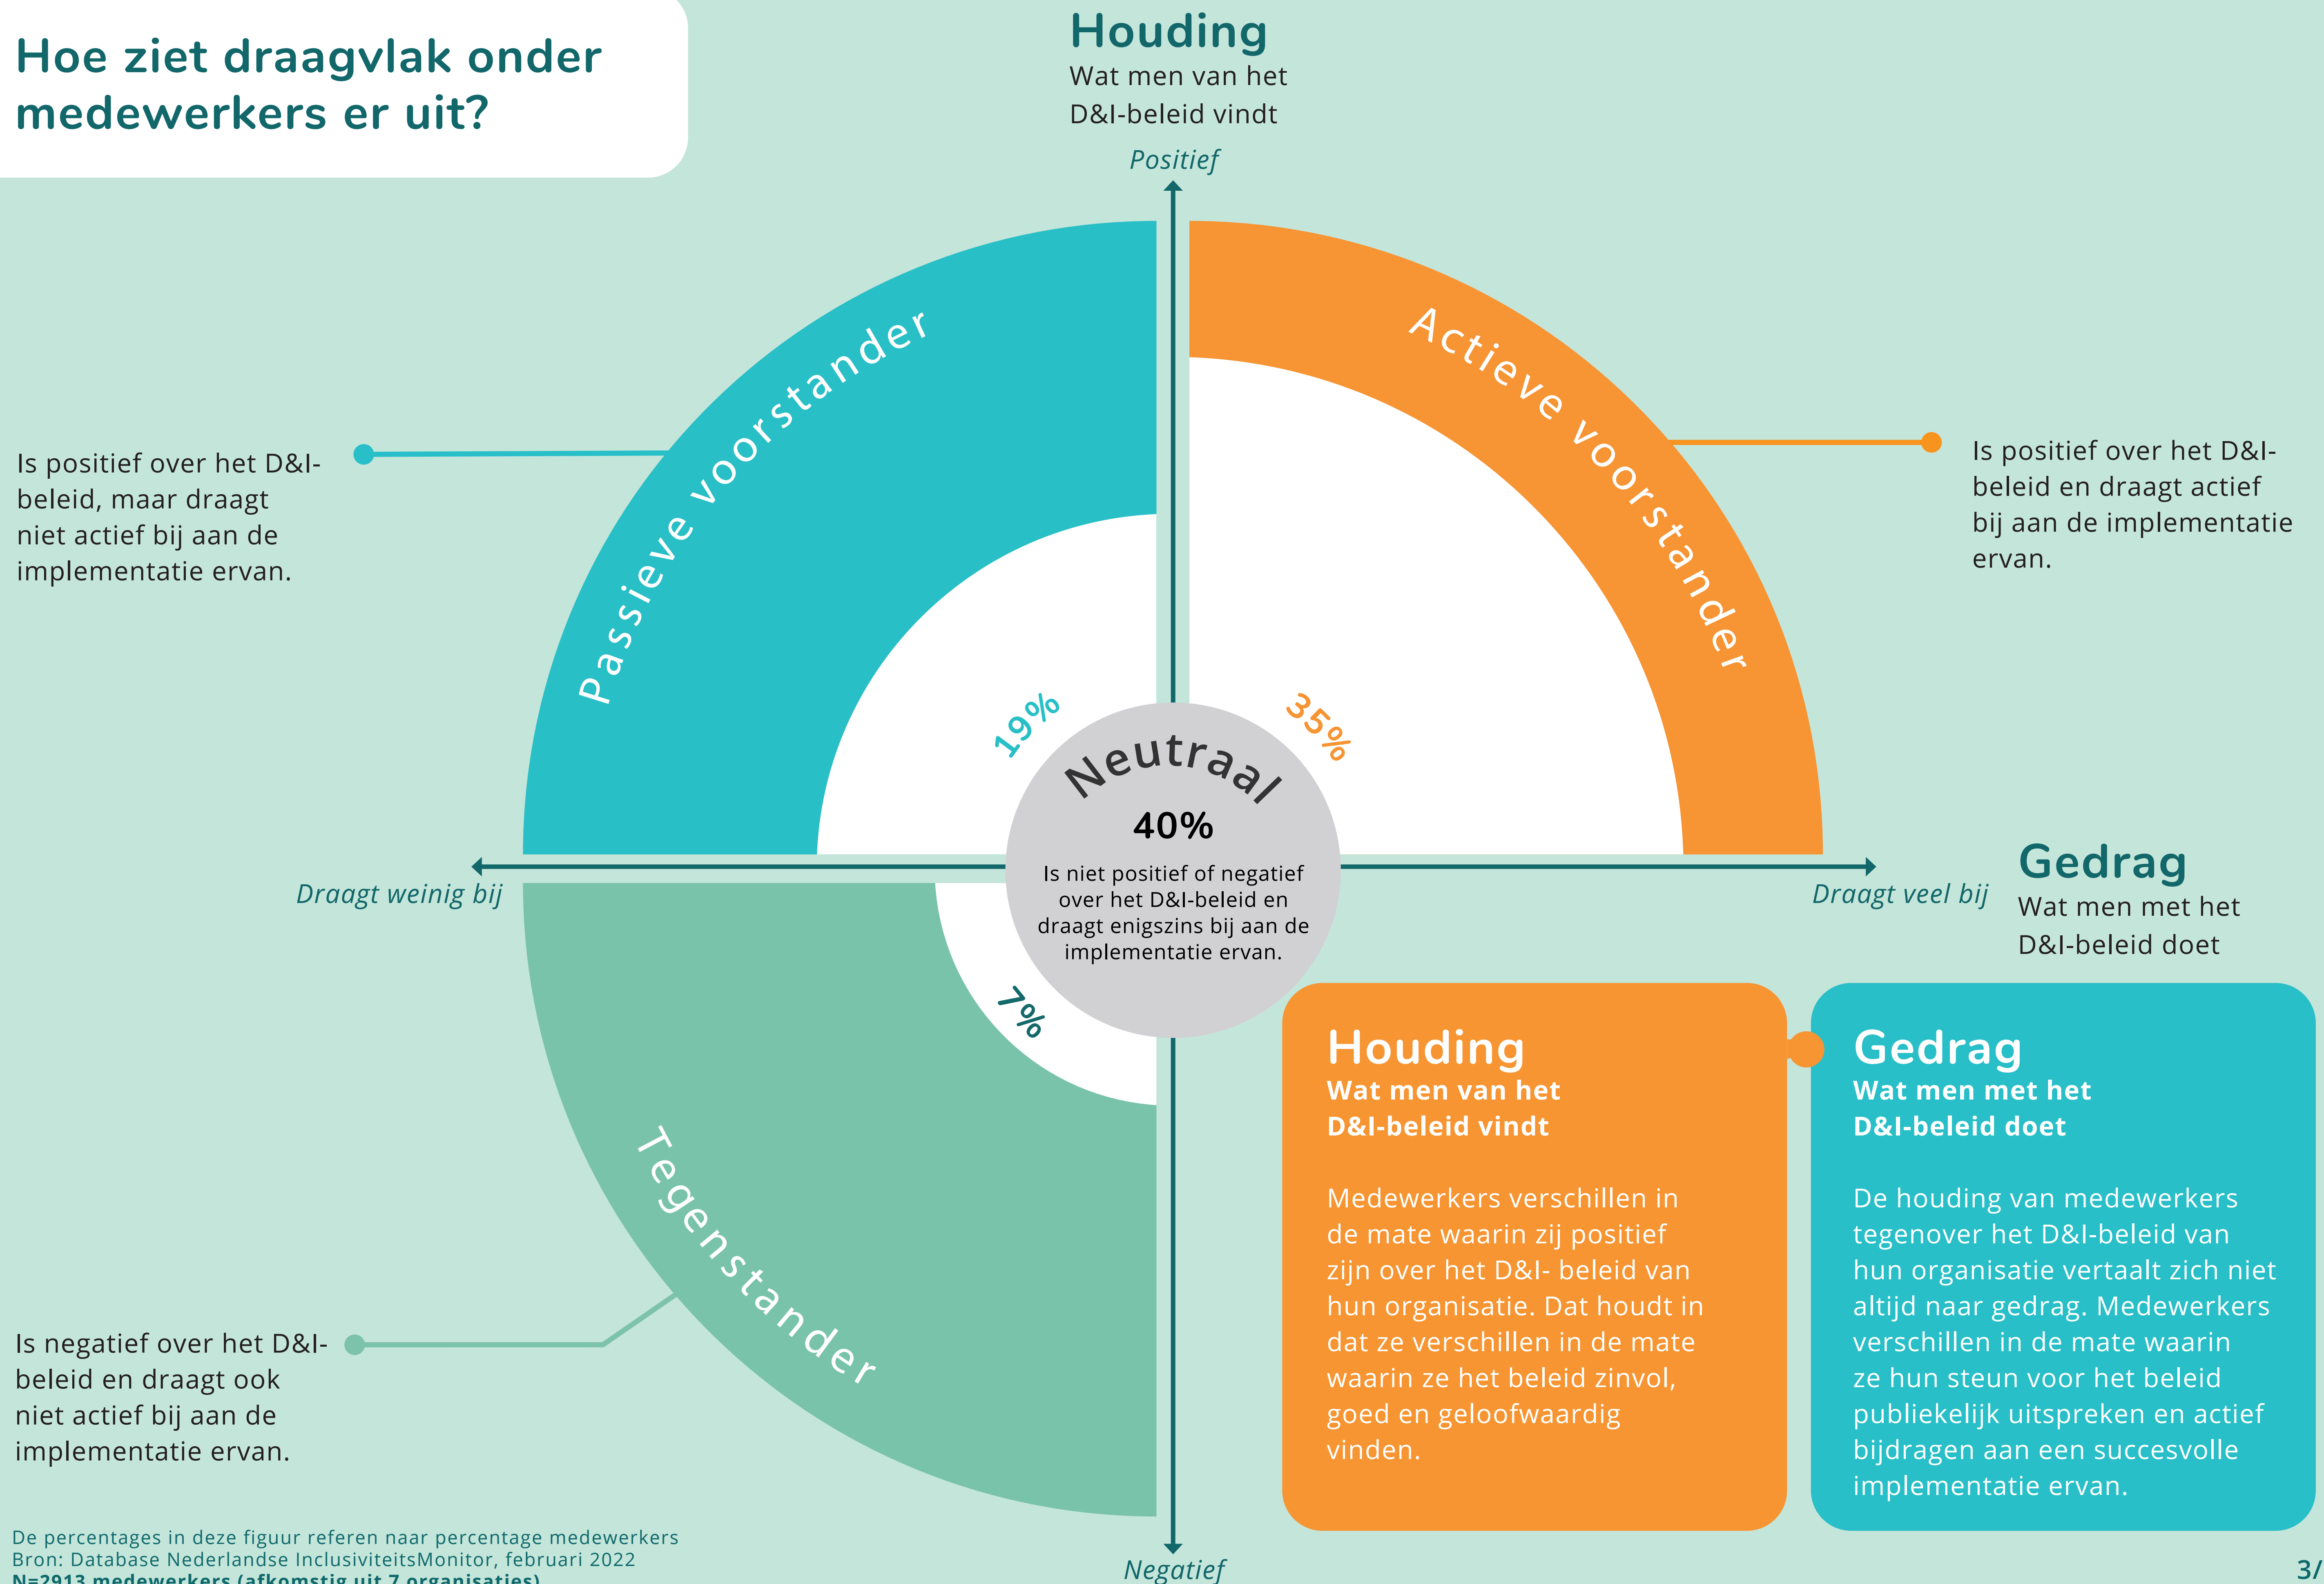 Hoe ziet draagvlak onder
medewerkers er uit?
Houding
Wat men van het
D&I-beleid vindt
Positief
Passieve voorstander
Actieve voorstander
Is positief over het D&I-
beleid, maar draagt
niet actief bij aan de
implementatie ervan.
Is positief over het D&I-
beleid en draagt actief
bij aan de implementatie
ervan.
19%
35%
Neutraal
40%
Is niet positief of negatief
over het D&I-beleid en
draagt enigszins bij aan de
implementatie ervan.
Draagt weinig bij
Draagt veel bij
Gedrag
Wat men met het
D&I-beleid doet
7%
Tegenstander
Is negatief over het D&I-
beleid en draagt ook
niet actief bij aan de
implementatie ervan.
Houding
Wat men van het
D&I-beleid vindt
Medewerkers verschillen in
de mate waarin zij positief
zijn over het D&I- beleid van
hun organisatie. Dat houdt in
dat ze verschillen in de mate
waarin ze het beleid zinvol,
goed en geloofwaardig
vinden.
Gedrag
Wat men met het
D&I-beleid doet
De houding van medewerkers
tegenover het D&I-beleid van
hun organisatie vertaalt zich niet
altijd naar gedrag. Medewerkers
verschillen in de mate waarin
ze hun steun voor het beleid
publiekelijk uitspreken en actief
bijdragen aan een succesvolle
implementatie ervan.
De percentages in deze figuur referen naar percentage medewerkers
Bron: Database Nederlandse InclusiviteitsMonitor, februari 2022
N=2913 medewerkers (afkomstig uit 7 organisaties)
Negatief
3/